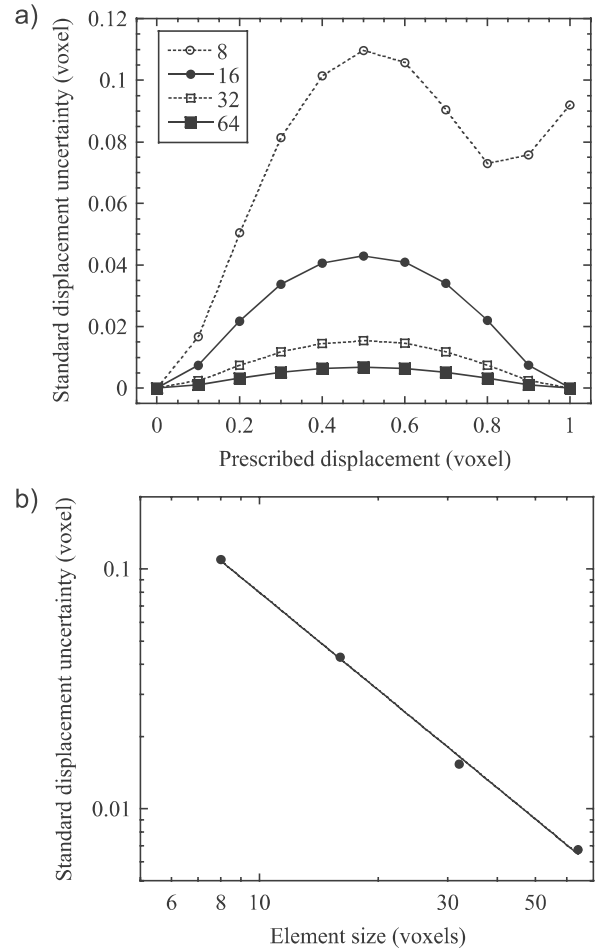 a)
Standard displacement uncertainty (voxel)
0.12
0.1
0.08
0.06
0.04
0.02
0
8
16
32
64
0 0.2 0.4 0.6 0.8 1
Prescribed displacement (voxel)
b)
Standard displacement uncertainty (voxel)
0.1
0.01
6 8 10 30 50
Element size (voxels)